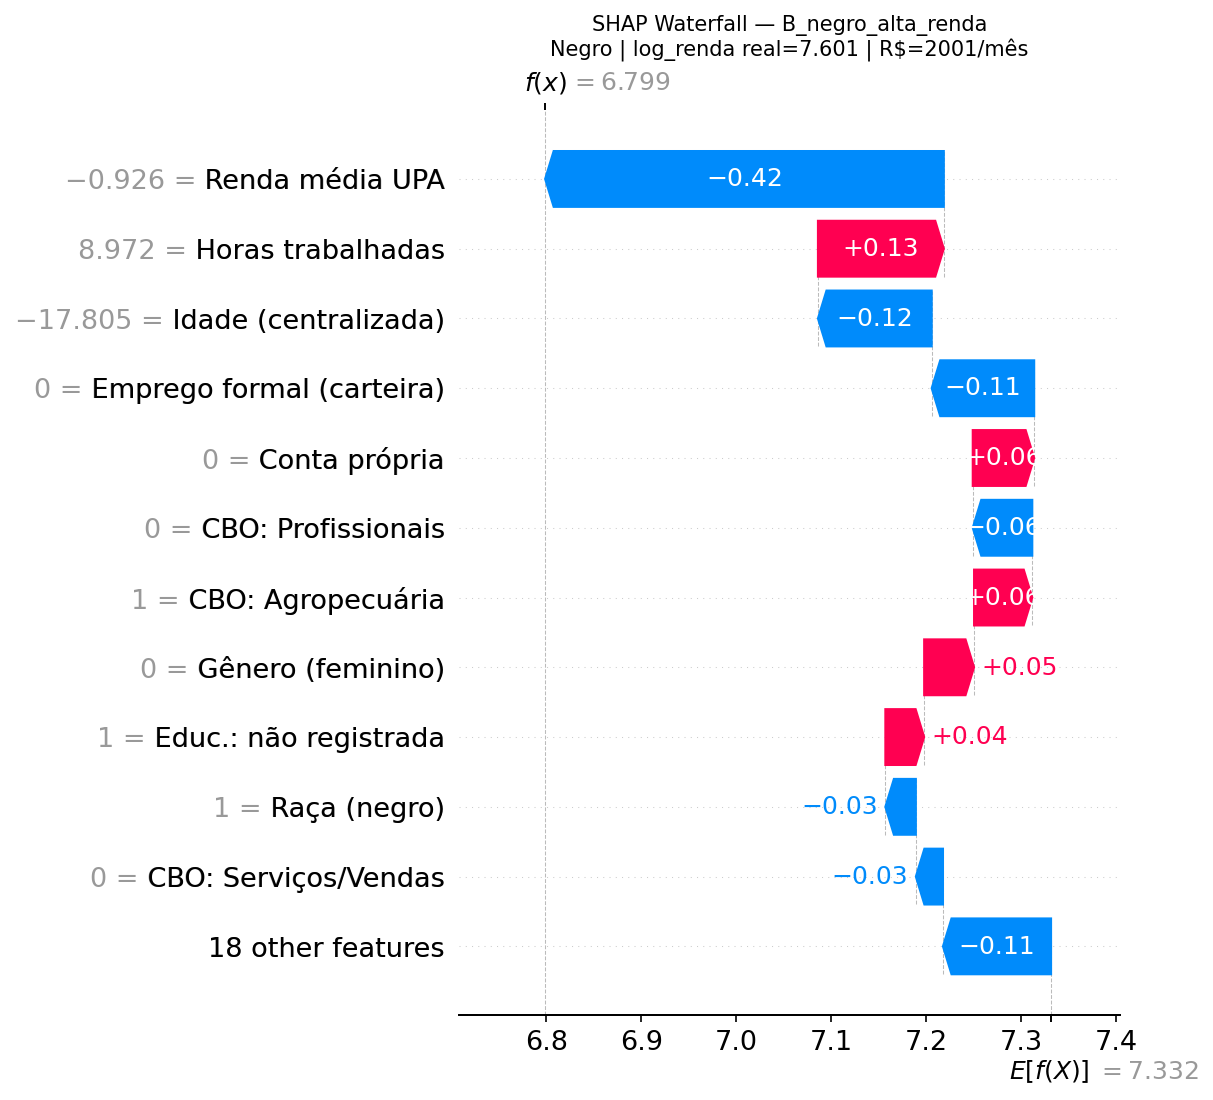 SHAP Waterfall — B_negro_alta_renda
Negro | log_renda real=7.601 | R$=2001/mês
f(x) = 6.799
−0.926 = Renda média UPA
−0.42
8.972 = Horas trabalhadas
+0.13
−17.805 = Idade (centralizada)
−0.12
0 = Emprego formal (carteira)
−0.11
0 = Conta própria
+0.06
0 = CBO: Profissionais
−0.06
1 = CBO: Agropecuária
+0.06
0 = Gênero (feminino)
+0.05
1 = Educ.: não registrada
+0.04
1 = Raça (negro)
−0.03
0 = CBO: Serviços/Vendas
−0.03
18 other features
−0.11
6.8 6.9 7.0 7.1 7.2 7.3 7.4
E[f(X)] = 7.332